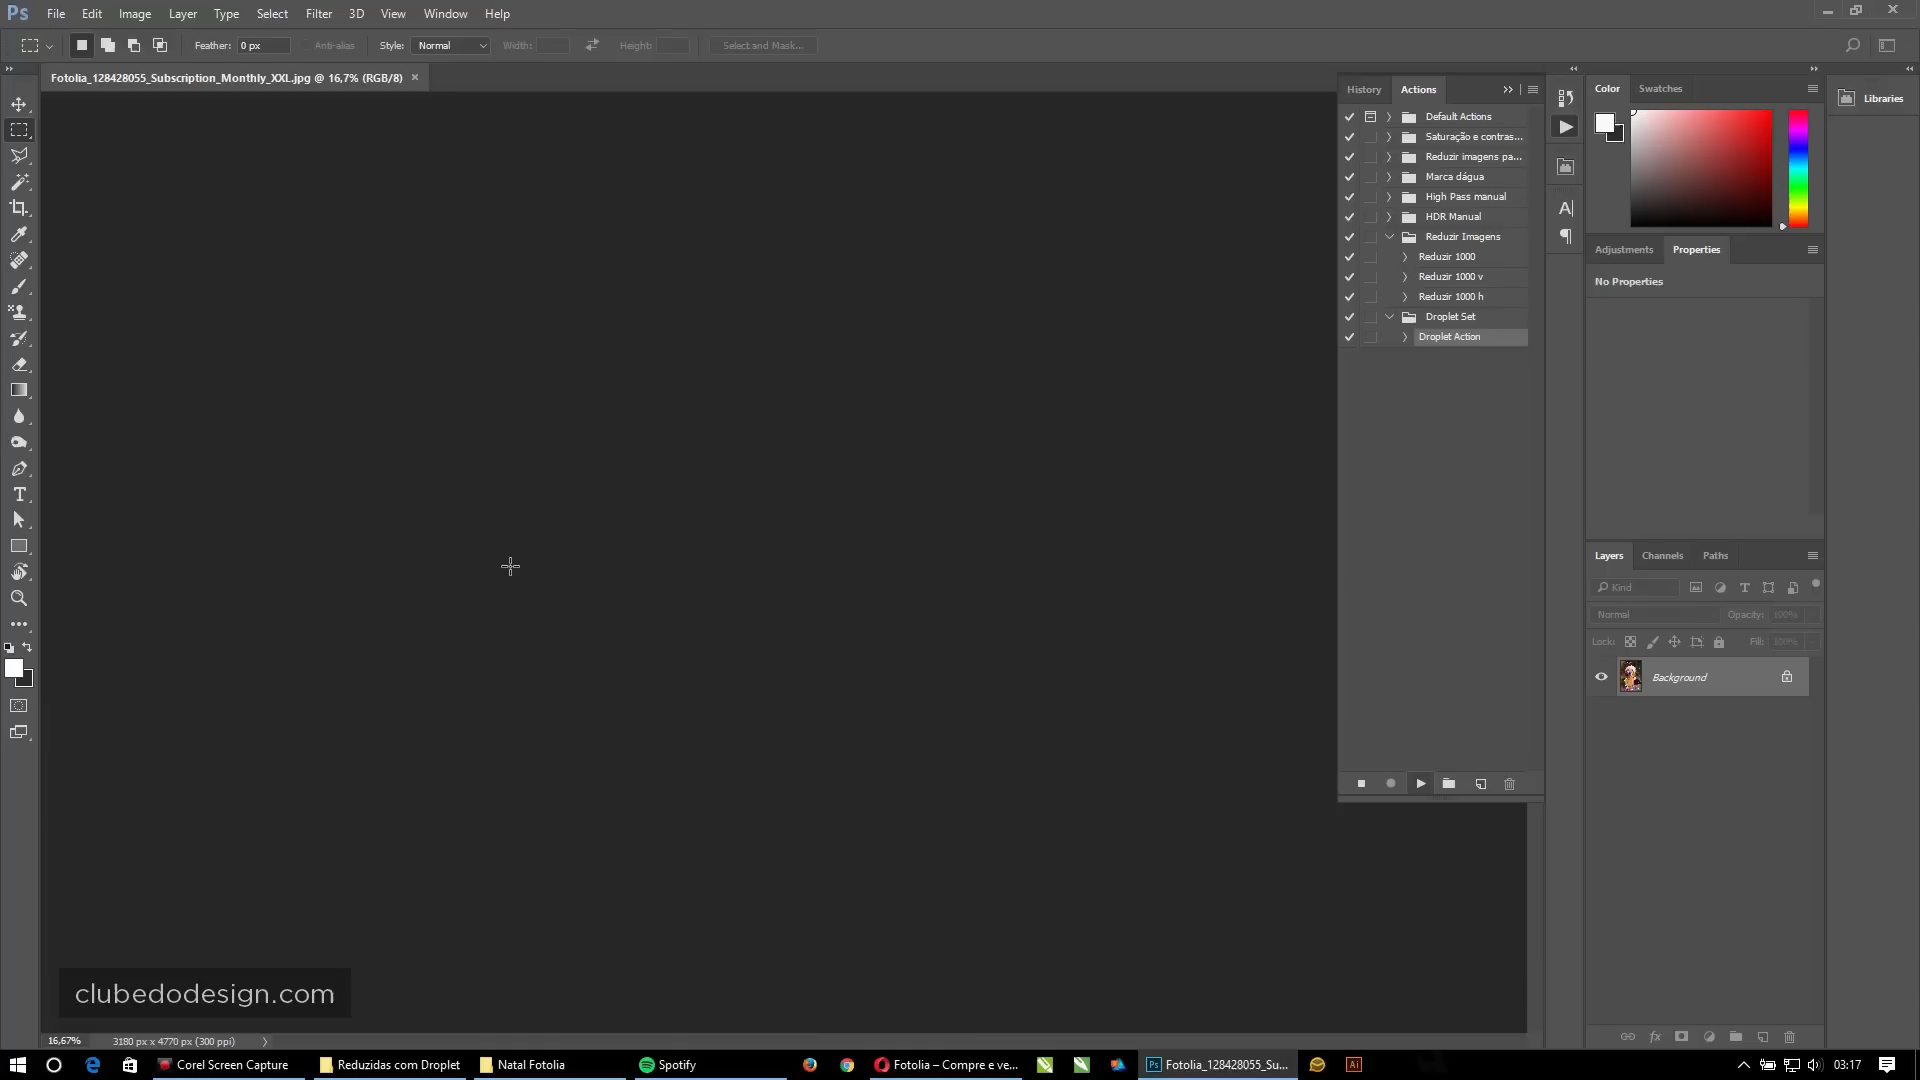 Ps File Edit Image Layer Type Select Filter 3D View Window Help
Feather: 0 px Anti-alias Style: Normal Width: Height: Select and Mask...
Fotolia_128428055_Subscription_Monthly_XXL.jpg @ 16,7% (RGB/8) ×
History Actions
Default Actions
Saturação e contras...
Reduzir imagens pa...
Marca dágua
High Pass manual
HDR Manual
Reduzir Imagens
Reduzir 1000
Reduzir 1000 v
Reduzir 1000 h
Droplet Set
Droplet Action
Color Swatches
Libraries
Adjustments Properties
No Properties
Layers Channels Paths
Kind
Normal Opacity: 100%
Lock: Fill: 100%
Background
clubedodesign.com
16,67% 3180 px x 4770 px (300 ppi)
Corel Screen Capture Reduzidas com Droplet Natal Fotolia Spotify Fotolia – Compre e ve... Ps Fotolia_128428055_Su... Ai 03:17